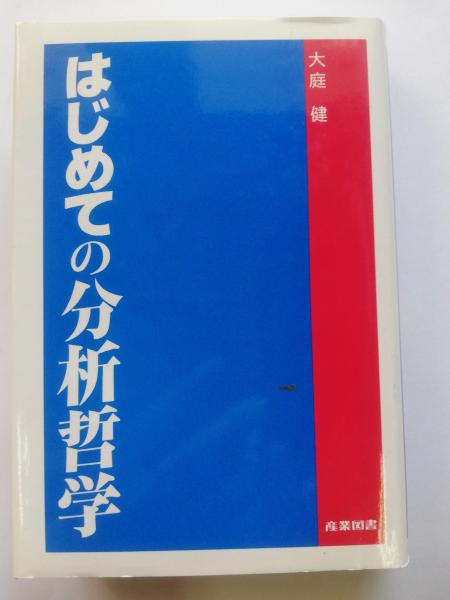 大庭 健
はじめての分析哲学
産業図書